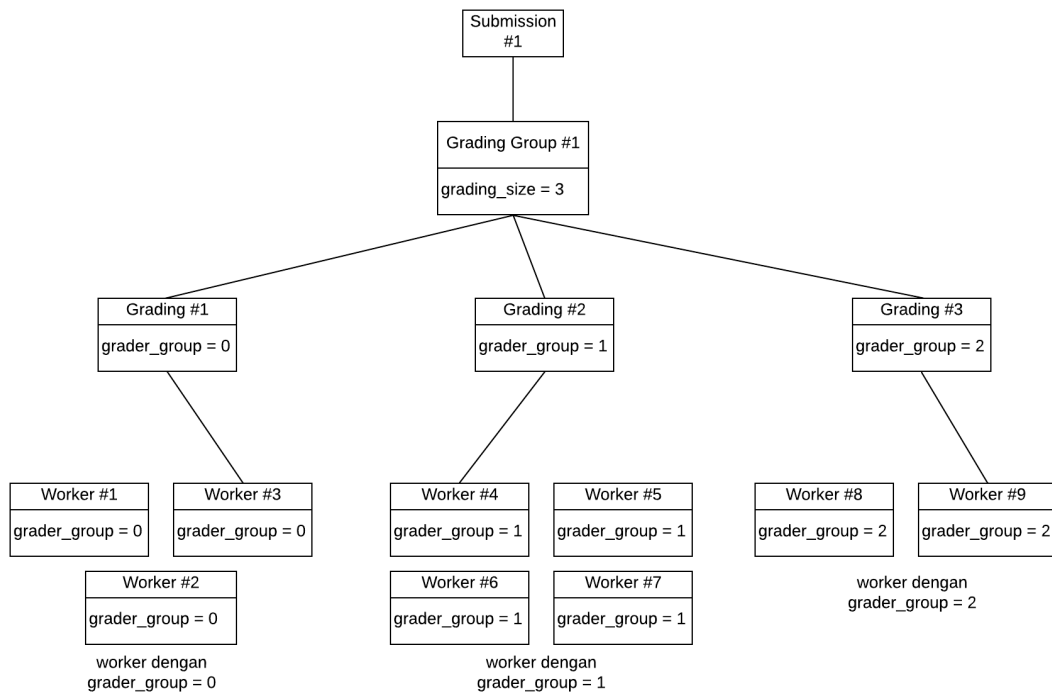 Submission
#1
Grading Group #1
grading_size = 3
Grading #1
grader_group = 0
Grading #2
grader_group = 1
Grading #3
grader_group = 2
Worker #1
grader_group = 0
Worker #3
grader_group = 0
Worker #2
grader_group = 0
worker dengan
grader_group = 0
Worker #4
grader_group = 1
Worker #5
grader_group = 1
Worker #6
grader_group = 1
Worker #7
grader_group = 1
worker dengan
grader_group = 1
Worker #8
grader_group = 2
Worker #9
grader_group = 2
worker dengan
grader_group = 2